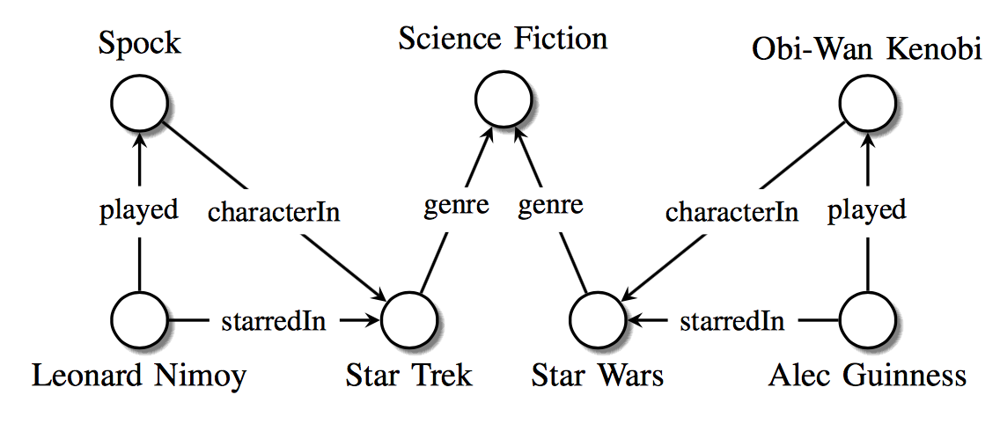 Spock
Science Fiction
Obi-Wan Kenobi
played
characterIn
genre
genre
characterIn
played
starredIn
starredIn
Leonard Nimoy
Star Trek
Star Wars
Alec Guinness